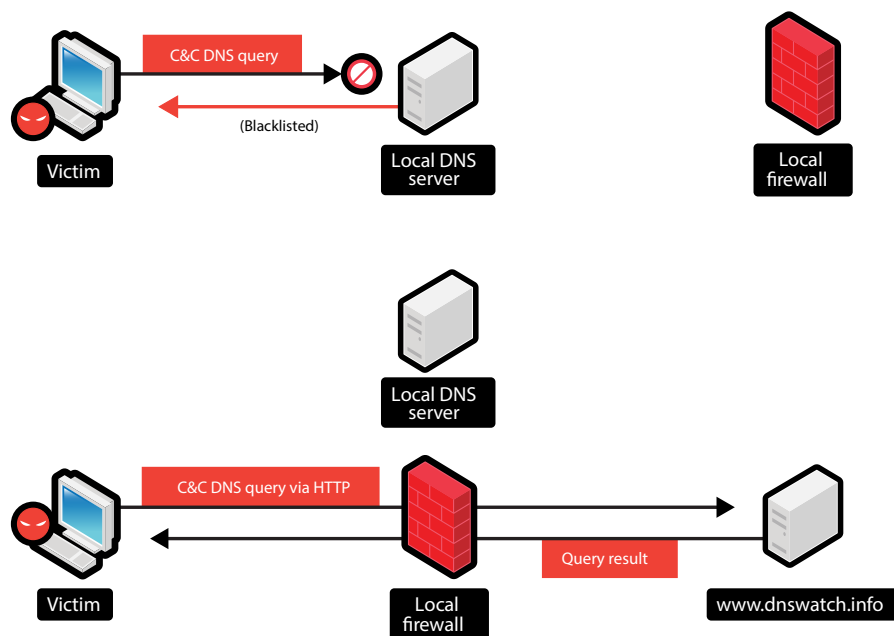 C&C DNS query
(Blacklisted)
Victim
Local DNS
server
Local
firewall
Local DNS
server
C&C DNS query via HTTP
Query result
Victim
Local
firewall
www.dnswatch.info